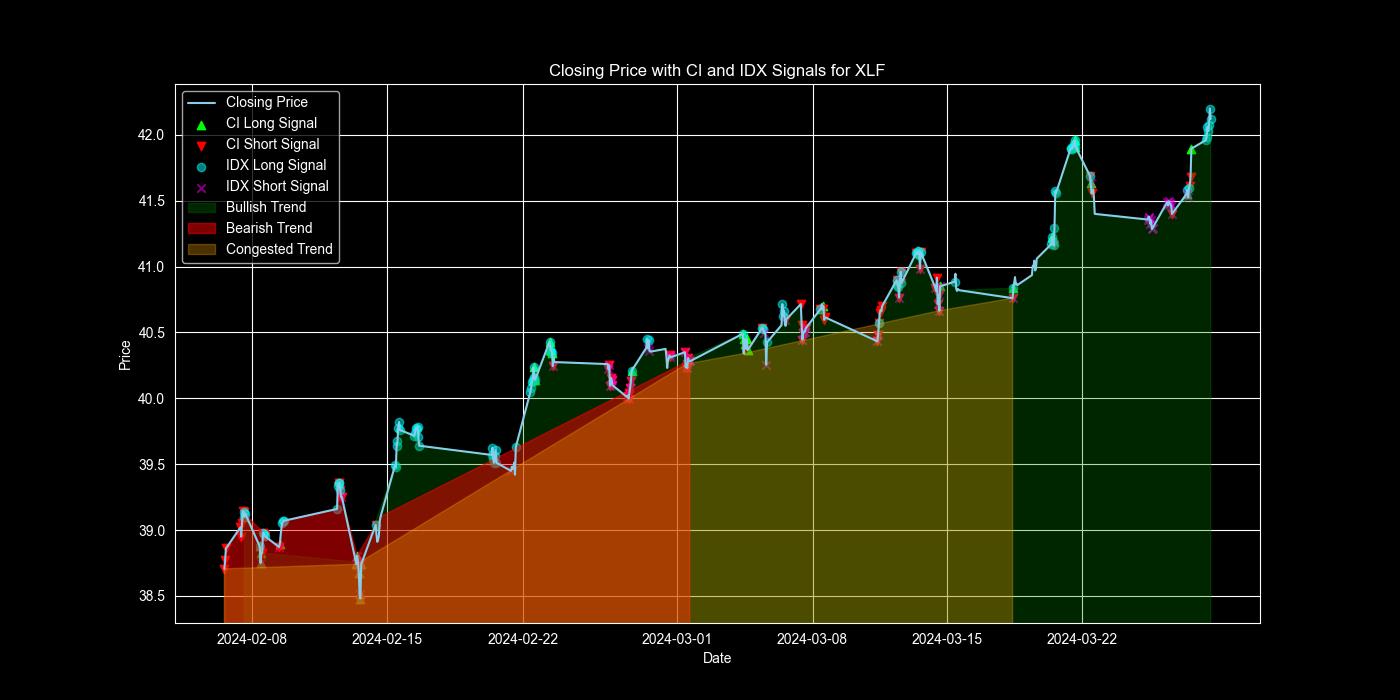 Closing Price with CI and IDX Signals for XLF
Closing Price
CI Long Signal
CI Short Signal
IDX Long Signal
IDX Short Signal
Bullish Trend
Bearish Trend
Congested Trend
Price
42.0
41.5
41.0
40.5
40.0
39.5
39.0
38.5
2024-02-08 2024-02-15 2024-02-22 2024-03-01 2024-03-08 2024-03-15 2024-03-22
Date